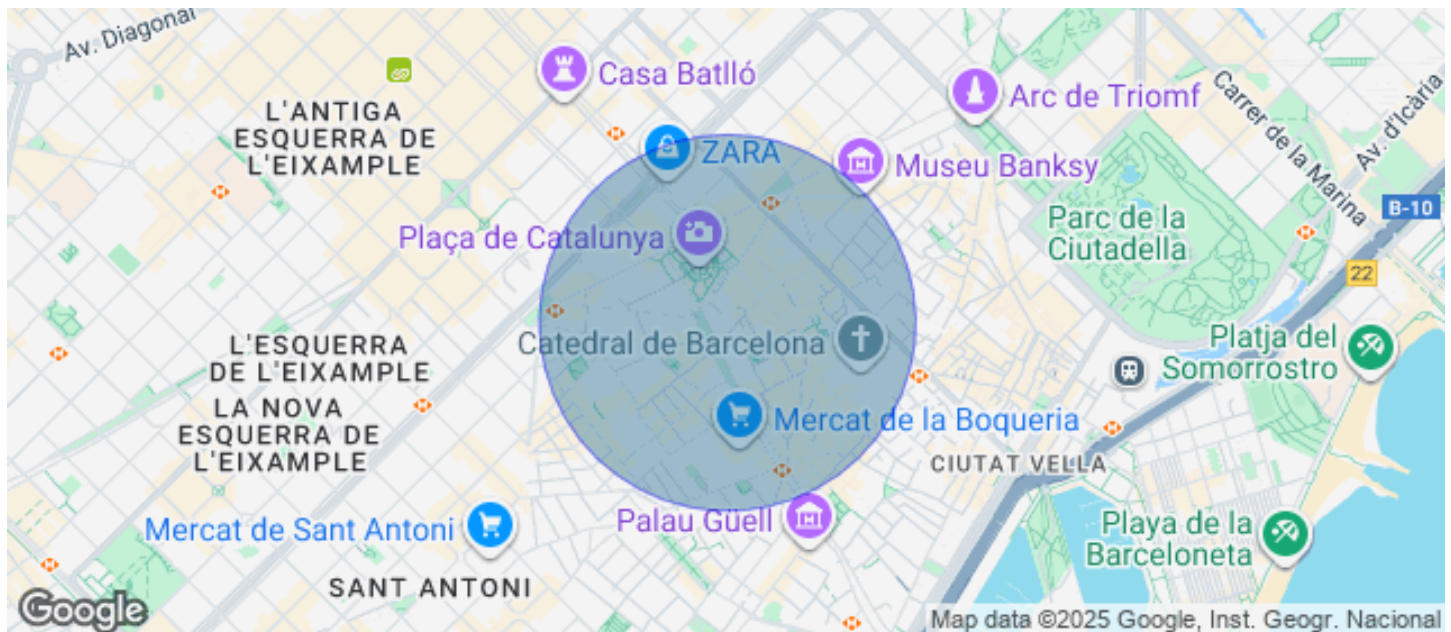 Av. Diagonal
Casa Batlló
Arc de Triomf
Carrer de la Marina
Av. d'Icària
L'ANTIGA
ESQUERRA DE
L'EIXAMPLE
ZARA
Museu Banksy
B-10
Plaça de Catalunya
Parc de la
Ciutadella
22
L'ESQUERRA
DE L'EIXAMPLE
Catedral de Barcelona
Platja del
Somorrostro
LA NOVA
ESQUERRA DE
L'EIXAMPLE
Mercat de la Boqueria
CIUTAT VELLA
Mercat de Sant Antoni
Palau Güell
Playa de la
Barceloneta
SANT ANTONI
Google
Map data ©2025 Google, Inst. Geogr. Nacional